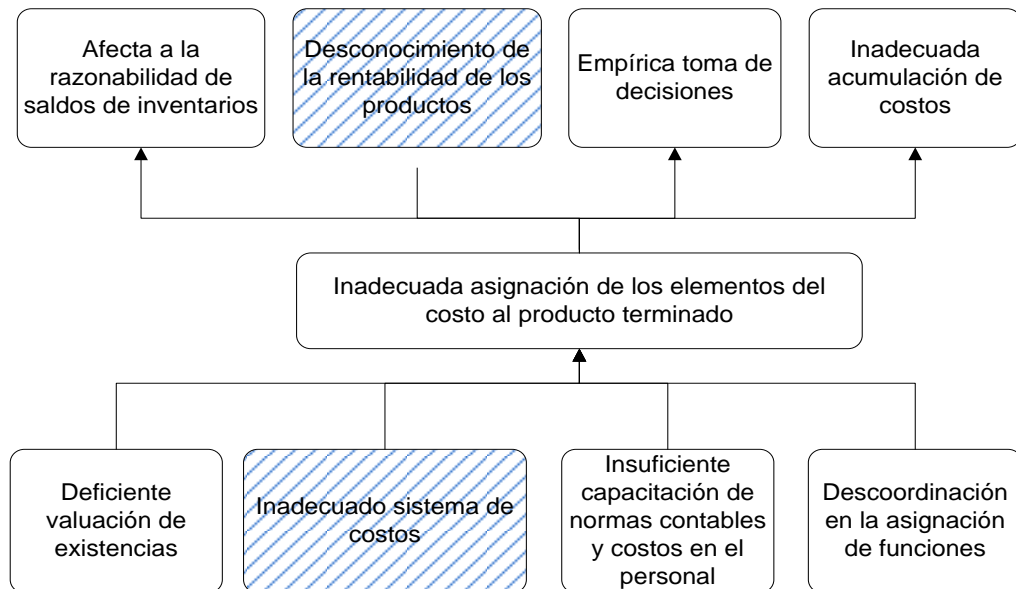 Afecta a la
razonabilidad de
saldos de inventarios
Desconocimiento de
la rentabilidad de los
productos
Empírica toma de
decisiones
Inadecuada
acumulación de
costos
Inadecuada asignación de los elementos del
costo al producto terminado
Deficiente
valuación de
existencias
Inadecuado sistema de
costos
Insuficiente
capacitación de
normas contables
y costos en el
personal
Descoordinación
en la asignación
de funciones